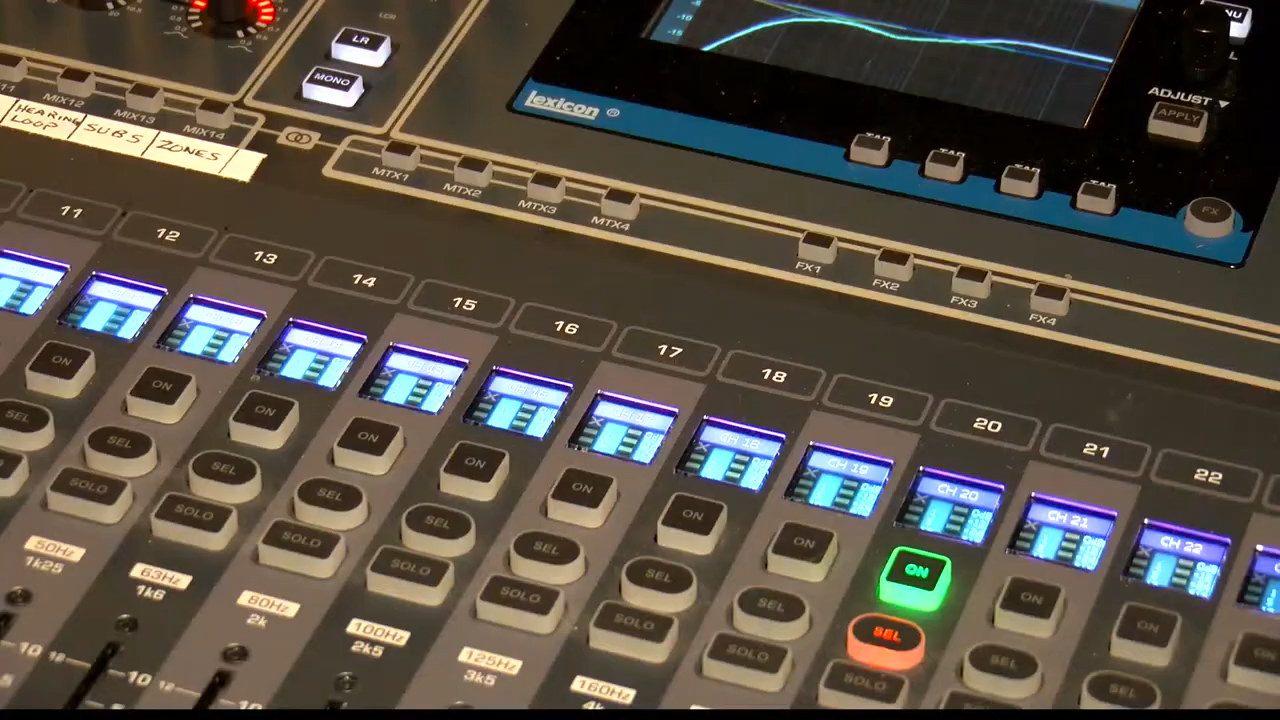 LCR
LR
MONO
MIX12
MIX13
MIX14
HEARING
LOOP
SUBS
ZONES
MTX1
MTX2
MTX3
MTX4
lexicon ®
ADJUST ▼
APPLY
FX
FX1
FX2
FX3
FX4
11
12
13
14
15
16
17
18
19
20
21
22
CH 18
CH 19
CH 20
CH 21
CH 22
ON
ON
ON
ON
ON
ON
ON
ON
ON
ON
ON
ON
SEL
SEL
SEL
SEL
SEL
SEL
SEL
SEL
SEL
SEL
SEL
SOLO
SOLO
SOLO
SOLO
SOLO
SOLO
SOLO
SOLO
50Hz
1k25
63Hz
1k6
80Hz
2k
100Hz
2k5
125Hz
3k5
160Hz
10
10
10
10